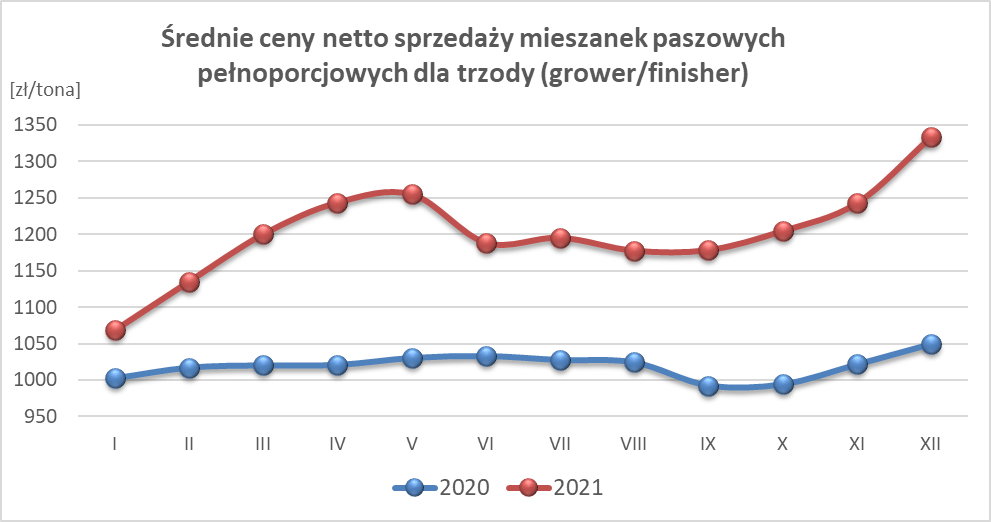 Średnie ceny netto sprzedaży mieszanek paszowych
pełnoporcjowych dla trzody (grower/finisher)
[zł/tona]
1350
1300
1250
1200
1150
1100
1050
1000
950
I II III IV V VI VII VIII IX X XI XII
2020 2021